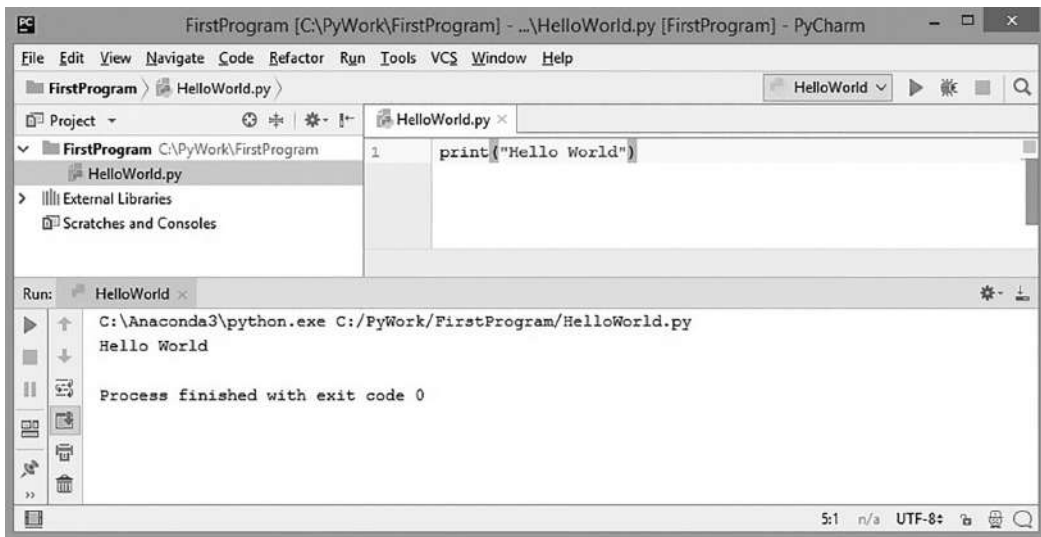 PC
FirstProgram [C:\PyWork\FirstProgram] - ...\HelloWorld.py [FirstProgram] - PyCharm
File Edit View Navigate Code Refactor Run Tools VCS Window Help
FirstProgram HelloWorld.py HelloWorld
Project HelloWorld.py
FirstProgram C:\PyWork\FirstProgram
HelloWorld.py
External Libraries
Scratches and Consoles
1 print("Hello World")
Run: HelloWorld
C:\Anaconda3\python.exe C:/PyWork/FirstProgram/HelloWorld.py
Hello World
Process finished with exit code 0
5:1 n/a UTF-8